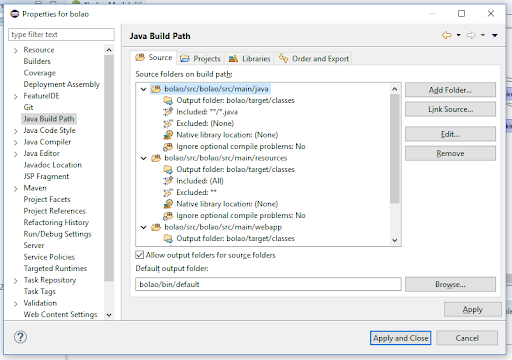 Properties for bolao
type filter text
Resource
Builders
Coverage
Deployment Assembly
FeatureIDE
Git
Java Build Path
Java Code Style
Java Compiler
Java Editor
Javadoc Location
JSP Fragment
Maven
Project Facets
Project References
Refactoring History
Run/Debug Settings
Server
Service Policies
Targeted Runtimes
Task Repository
Task Tags
Validation
Web Content Settings
Java Build Path
Source
Projects
Libraries
Order and Export
Source folders on build path:
bolao/src/bolao/src/main/java
Output folder: bolao/target/classes
Included: **/*.java
Excluded: (None)
Native library location: (None)
Ignore optional compile problems: No
bolao/src/bolao/src/main/resources
Output folder: bolao/target/classes
Included: (All)
Excluded: **
Native library location: (None)
Ignore optional compile problems: No
bolao/src/bolao/src/main/webapp
Output folder: bolao/target/classes
Add Folder...
Link Source...
Edit...
Remove
Allow output folders for source folders
Default output folder:
bolao/bin/default
Browse...
Apply
Apply and Close
Cancel